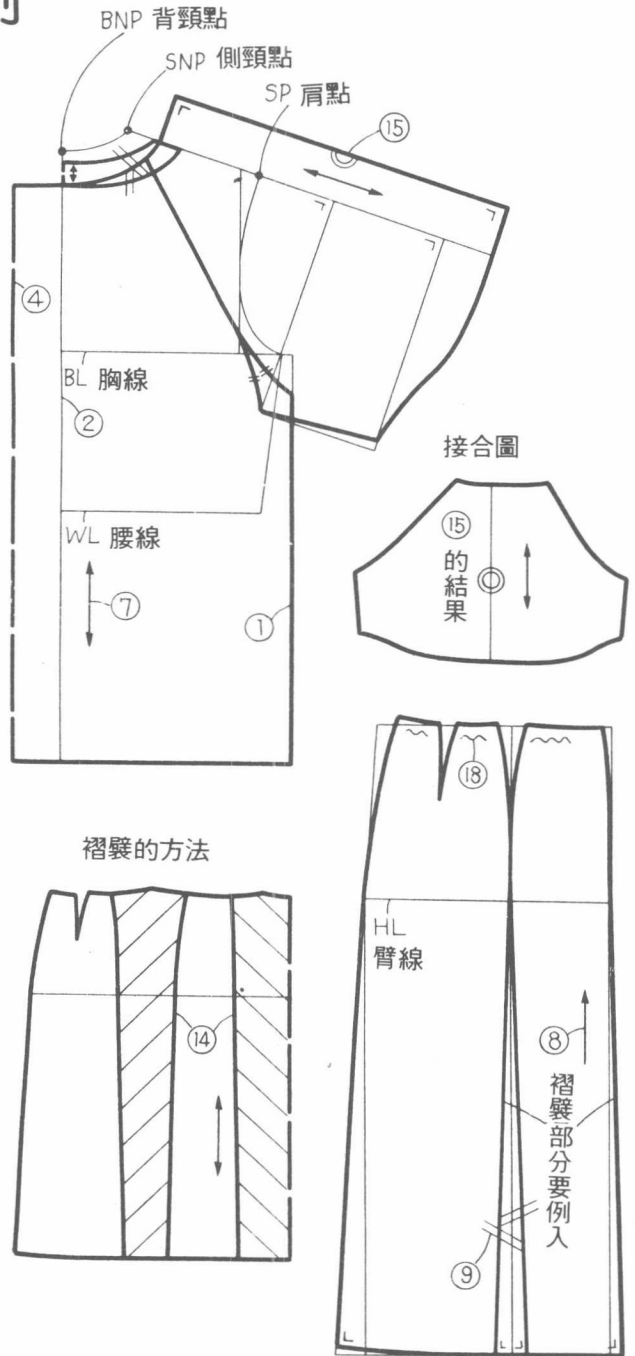 BNP 背頸點
SNP 側頸點
SP 肩點
⑮
④
BL 胸線
②
WL 腰線
⑦
①
接合圖
⑮的結果
⑱
褶襞的方法
HL
臂線
⑭
⑧
褶襞部分要例入
⑨